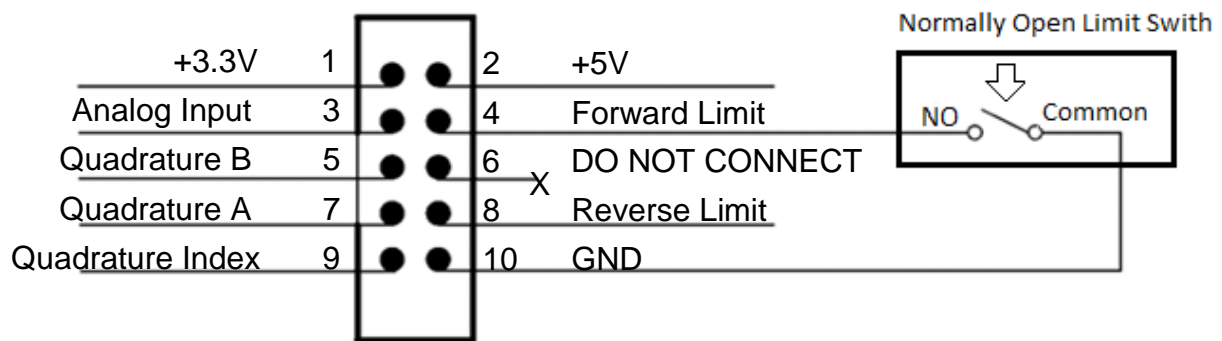 Normally Open Limit Swith
+3.3V 1 2 +5V
Analog Input 3 4 Forward Limit
NO Common
Quadrature B 5 6 DO NOT CONNECT
X
Quadrature A 7 8 Reverse Limit
Quadrature Index 9 10 GND